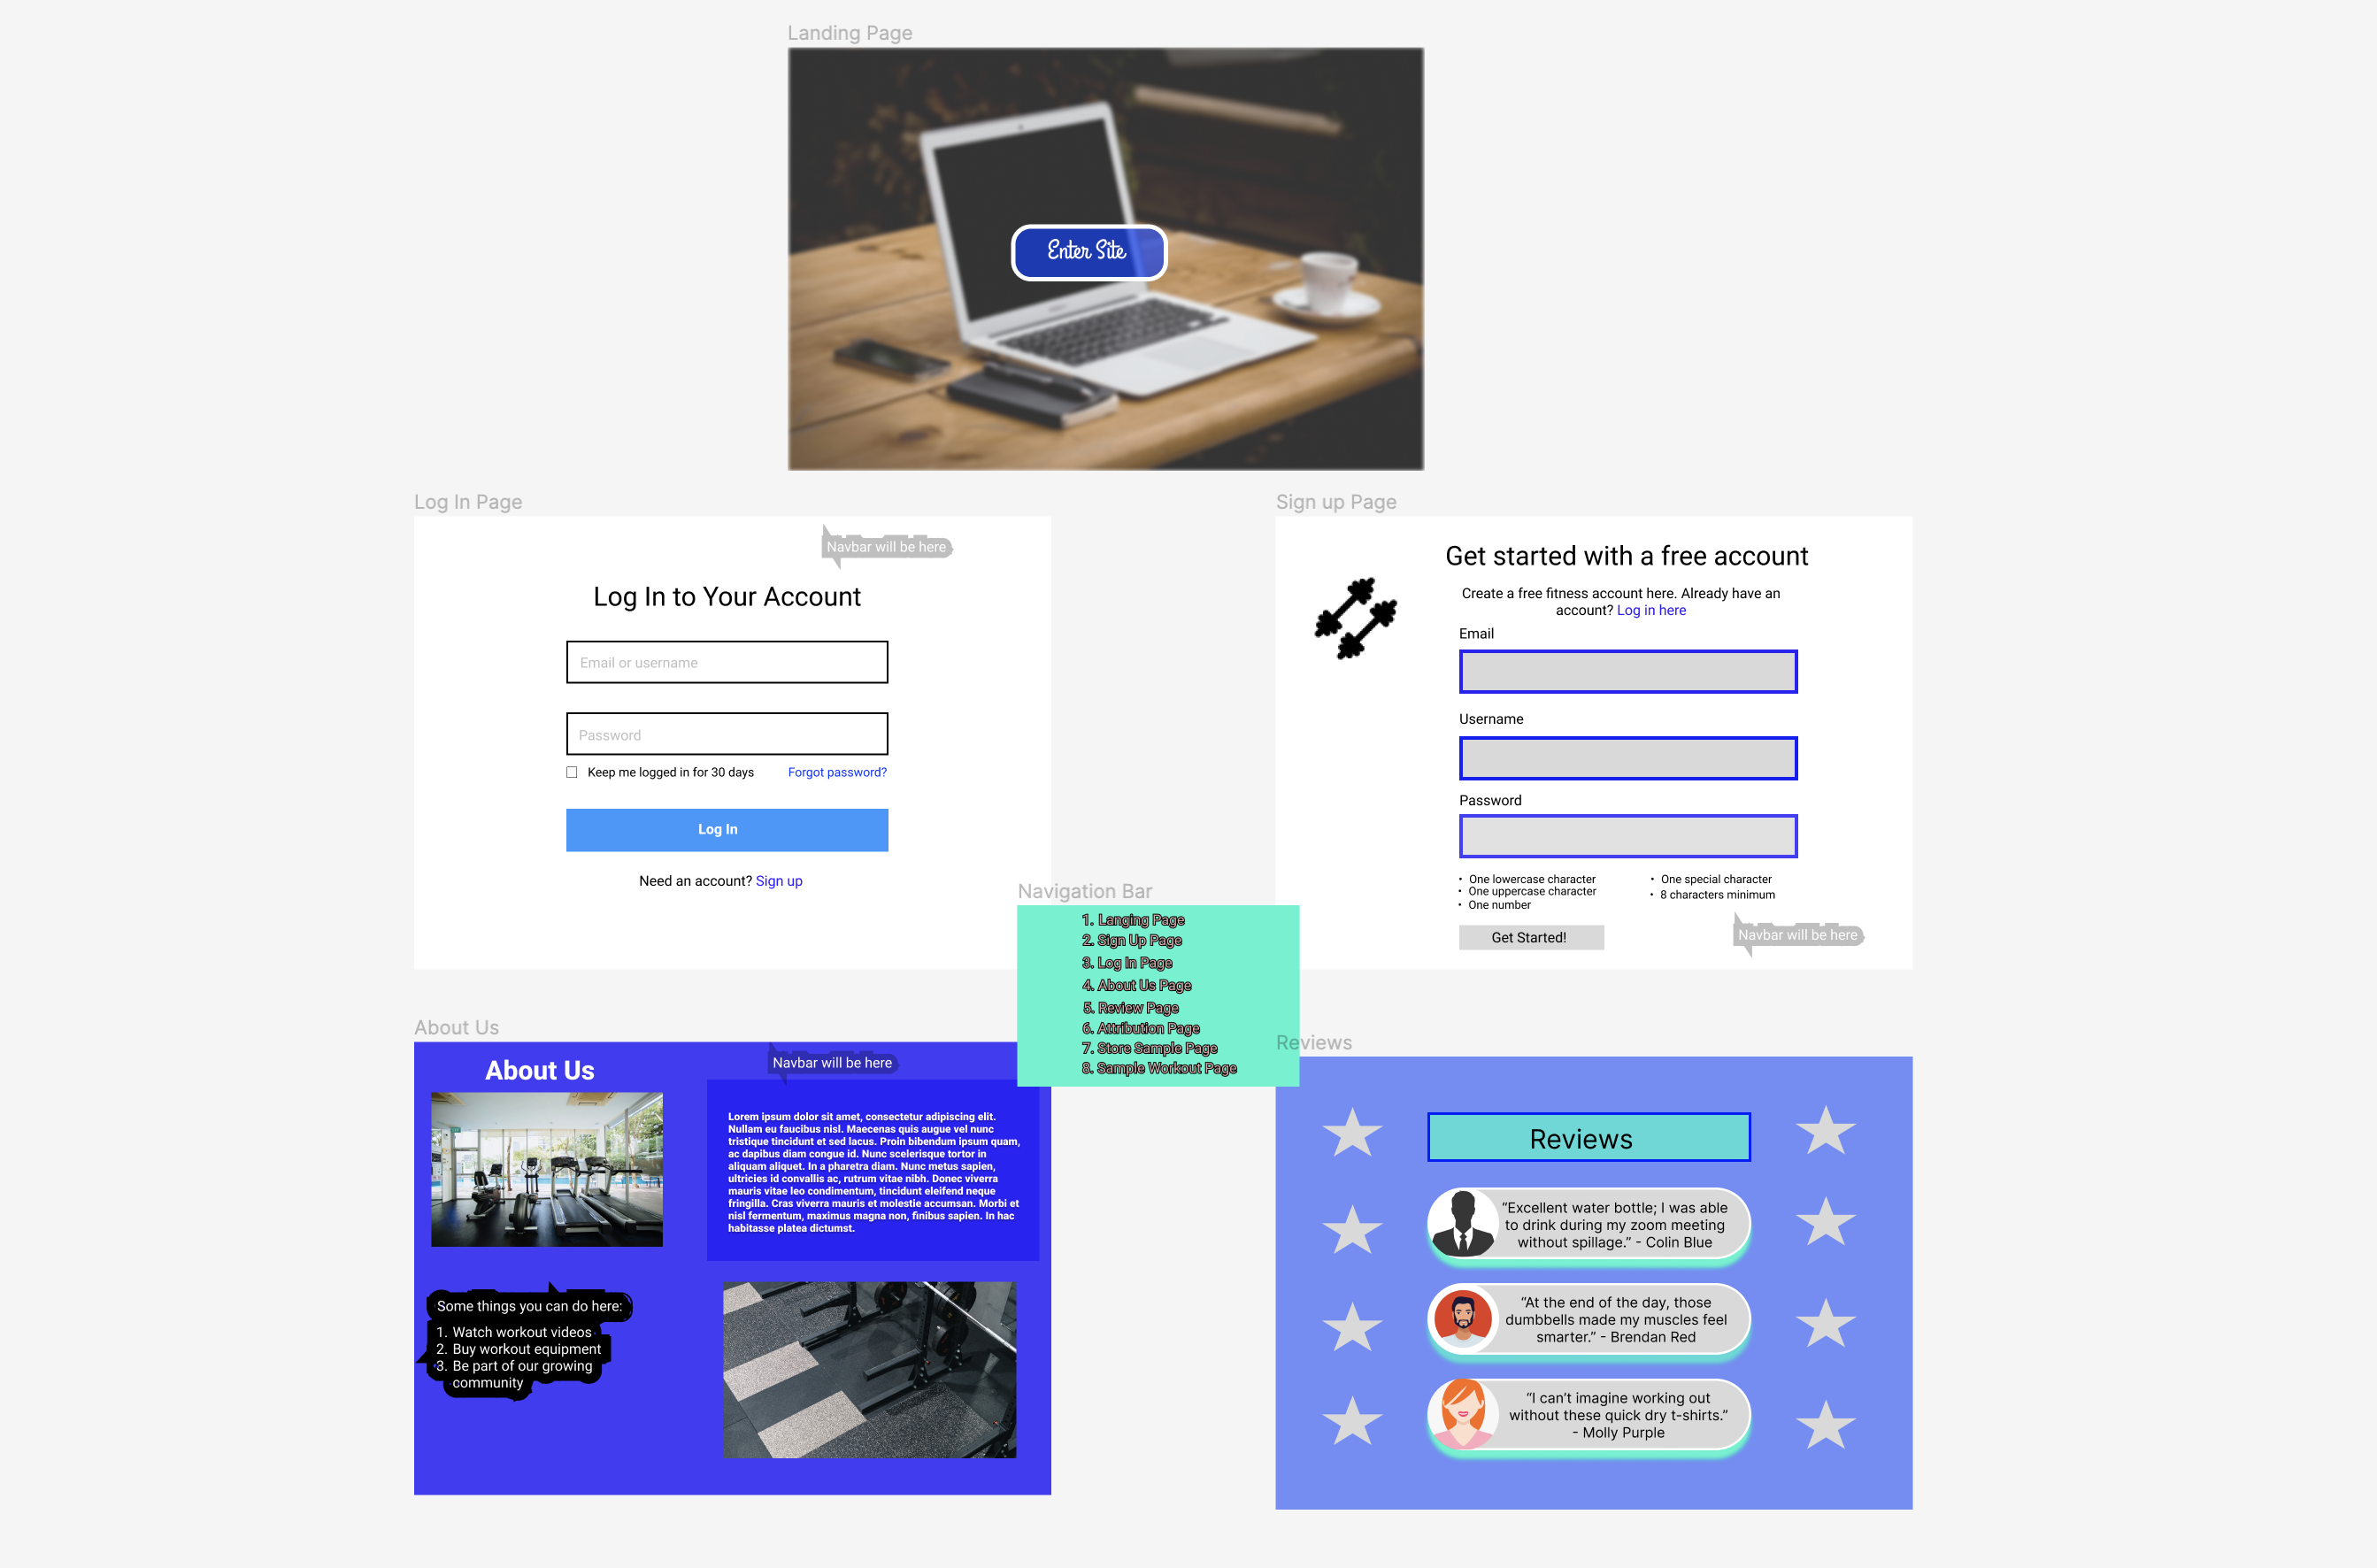 Landing Page
Enter Site
Log In Page
Navbar will be here
Log In to Your Account
Email or username
Password
Keep me logged in for 30 days
Forgot password?
Log In
Need an account? Sign up
Sign up Page
Get started with a free account
Create a free fitness account here. Already have an
account? Log in here
Email
Username
Password
• One lowercase character
• One uppercase character
• One number
• One special character
• 8 characters minimum
Get Started!
Navbar will be here
Navigation Bar
1. Langing Page
2. Sign Up Page
3. Log In Page
4. About Us Page
5. Review Page
6. Attribution Page
7. Store Sample Page
8. Sample Workout Page
About Us
About Us
Navbar will be here
Lorem ipsum dolor sit amet, consectetur adipiscing elit.
Nullam eu faucibus nisl. Maecenas quis augue vel nunc
tristique tincidunt et sed lacus. Proin bibendum ipsum quam,
ac dapibus diam congue id. Nunc scelerisque tortor in
aliquam aliquet. In a pharetra diam. Nunc metus sapien,
ultricies id convallis ac, rutrum vitae nibh. Donec viverra
mauris vitae leo condimentum, tincidunt eleifend neque
fringilla. Cras viverra mauris et molestie accumsan. Morbi et
nisl fermentum, maximus magna non, finibus sapien. In hac
habitasse platea dictumst.
Some things you can do here:
1. Watch workout videos
2. Buy workout equipment
3. Be part of our growing
community
Reviews
Reviews
“Excellent water bottle; I was able
to drink during my zoom meeting
without spillage.” - Colin Blue
“At the end of the day, those
dumbbells made my muscles feel
smarter.” - Brendan Red
“I can’t imagine working out
without these quick dry t-shirts.”
- Molly Purple